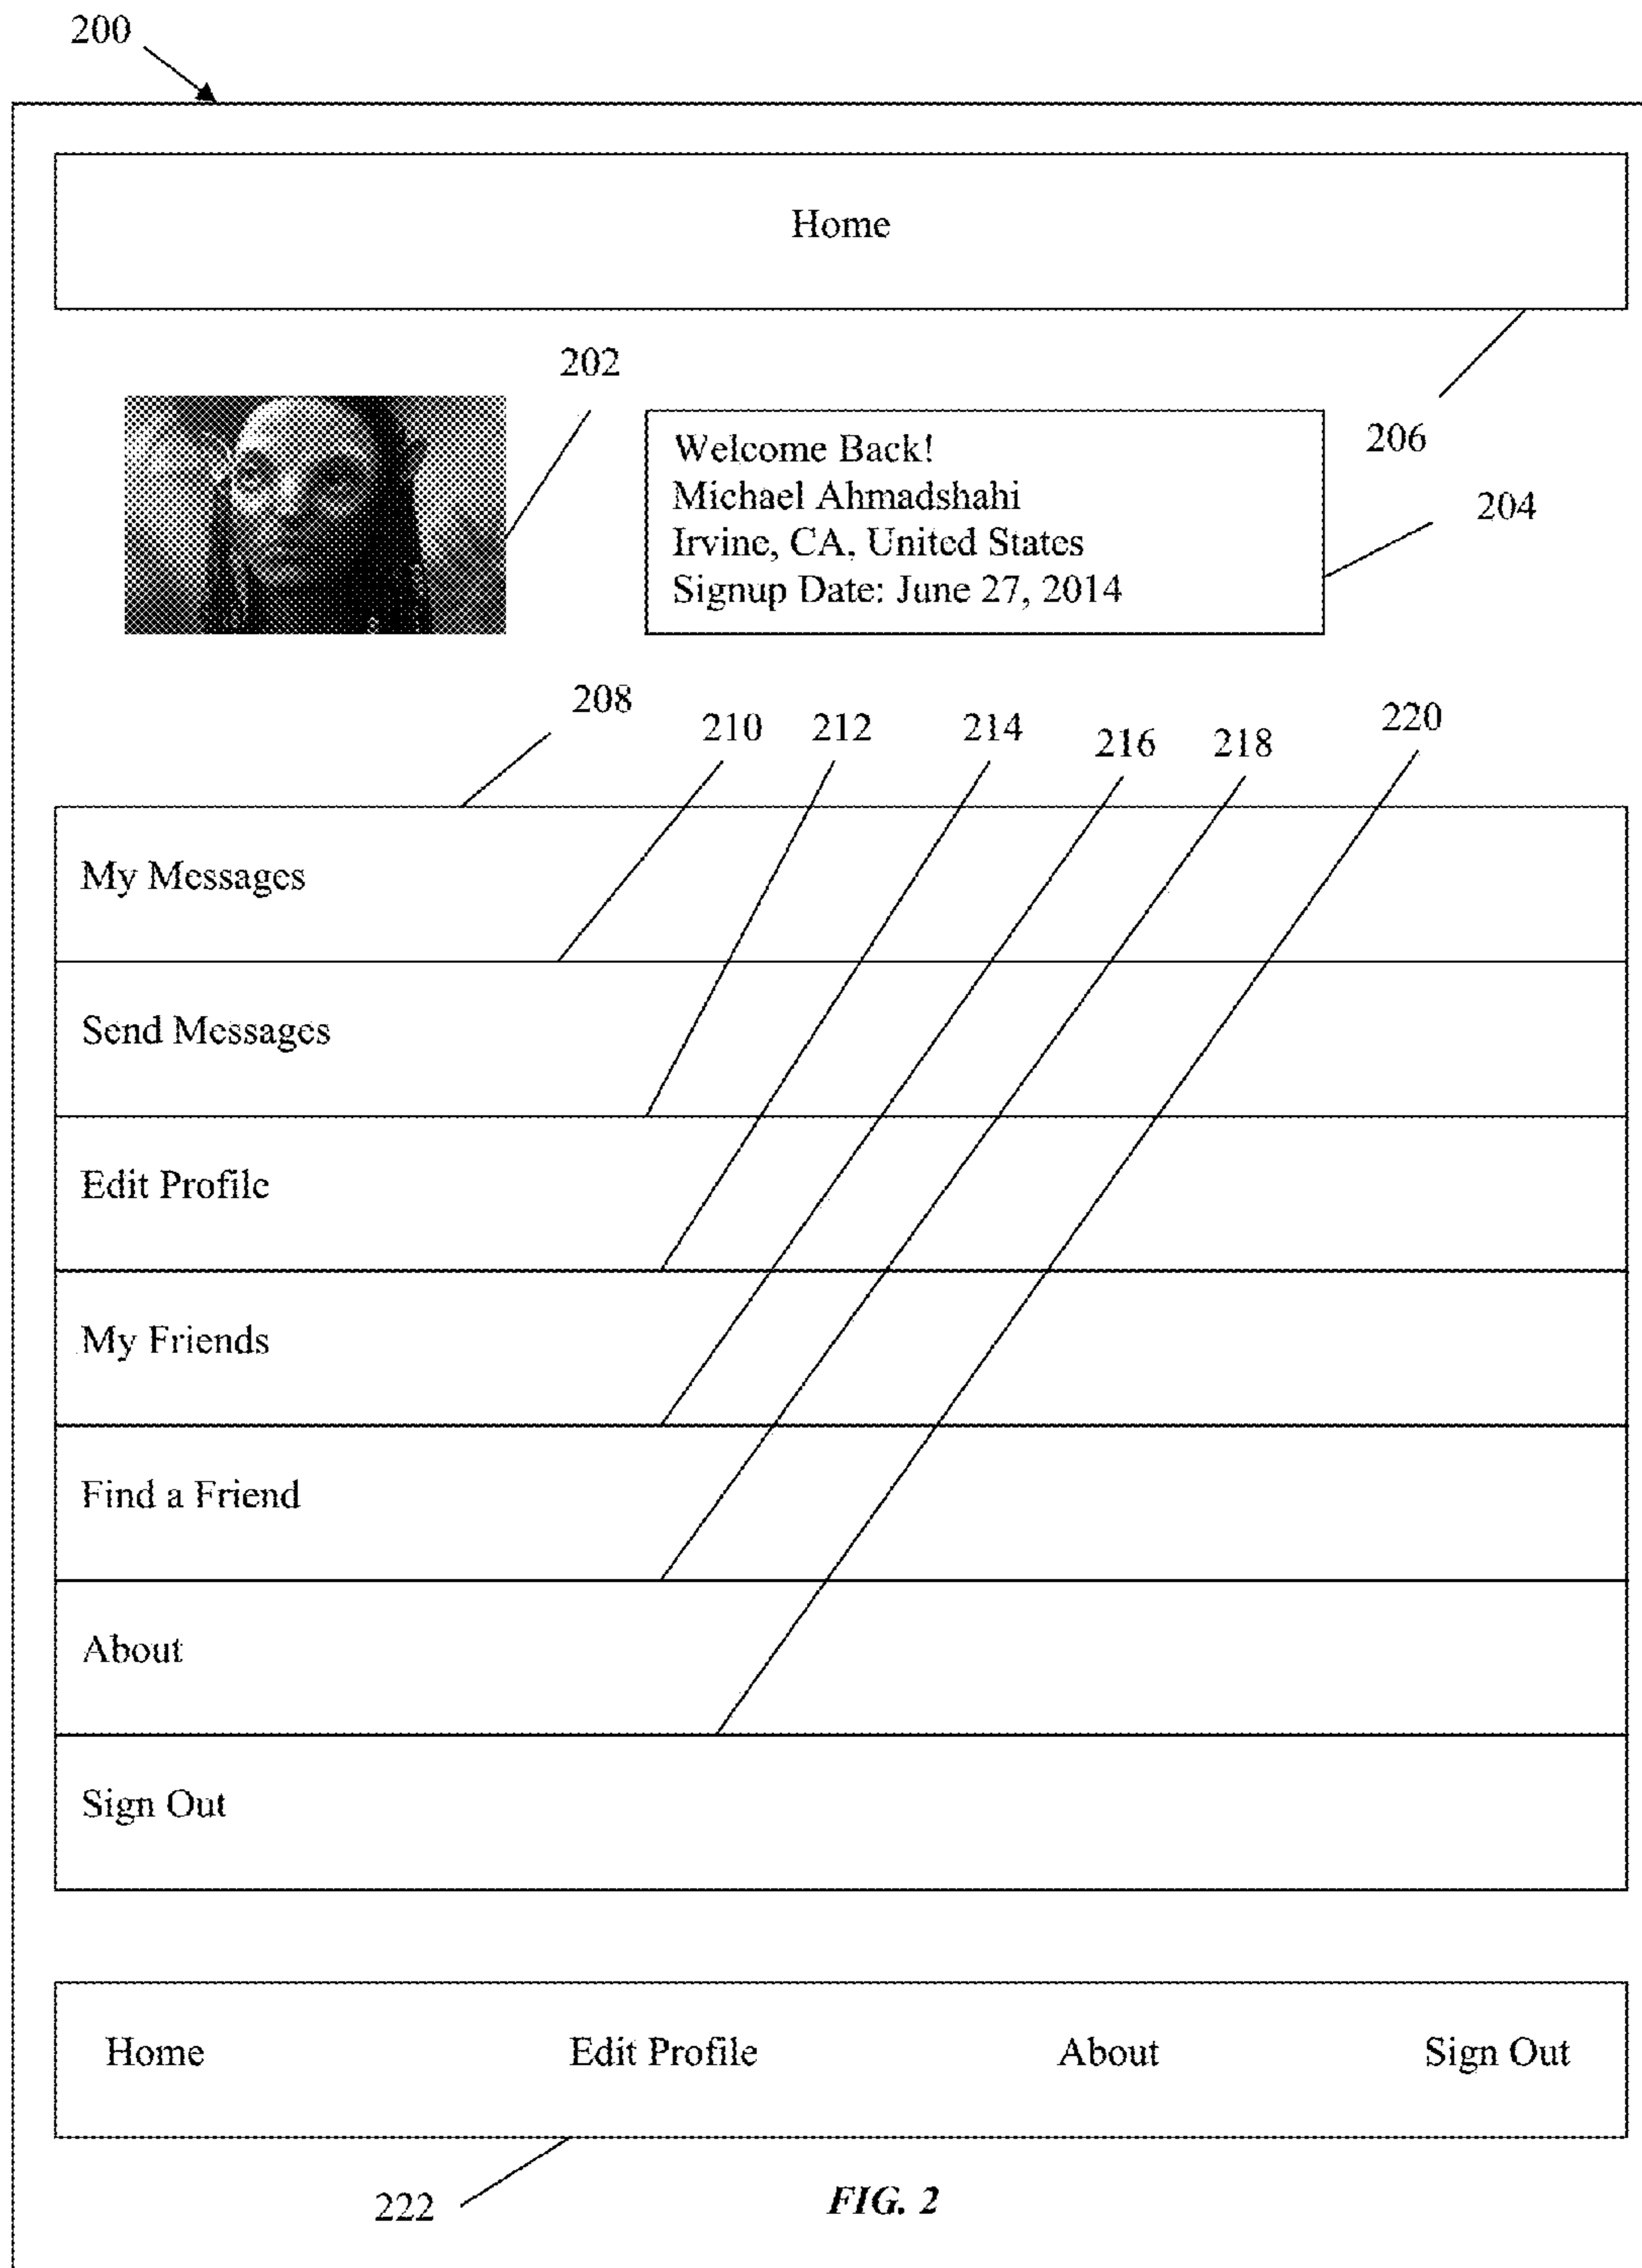 200
Home
202
206
Welcome Back!
Michael Ahmadshahi
Irvine, CA, United States
Signup Date: June 27, 2014
204
208
210 212 214 216 218 220
My Messages
Send Messages
Edit Profile
My Friends
Find a Friend
About
Sign Out
Home Edit Profile About Sign Out
222
FIG. 2